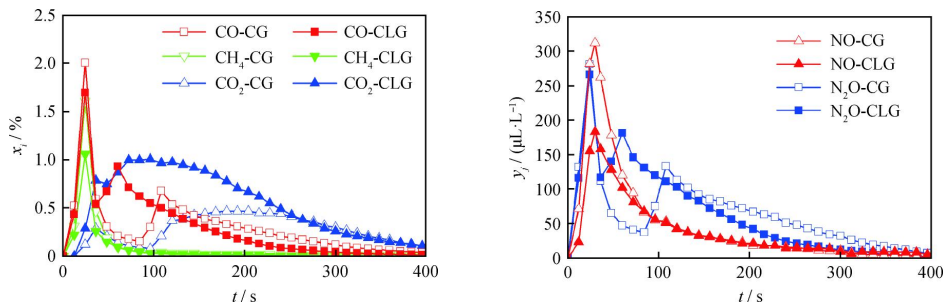 2.5
2.0
1.5
1.0
0.5
0
x_i / %
CO-CG
CO-CLG
CH₄-CG
CH₄-CLG
CO₂-CG
CO₂-CLG
0
100
200
300
400
t / s
350
300
250
200
150
100
50
0
y_j / (μL·L⁻¹)
NO-CG
NO-CLG
N₂O-CG
N₂O-CLG
0
100
200
300
400
t / s